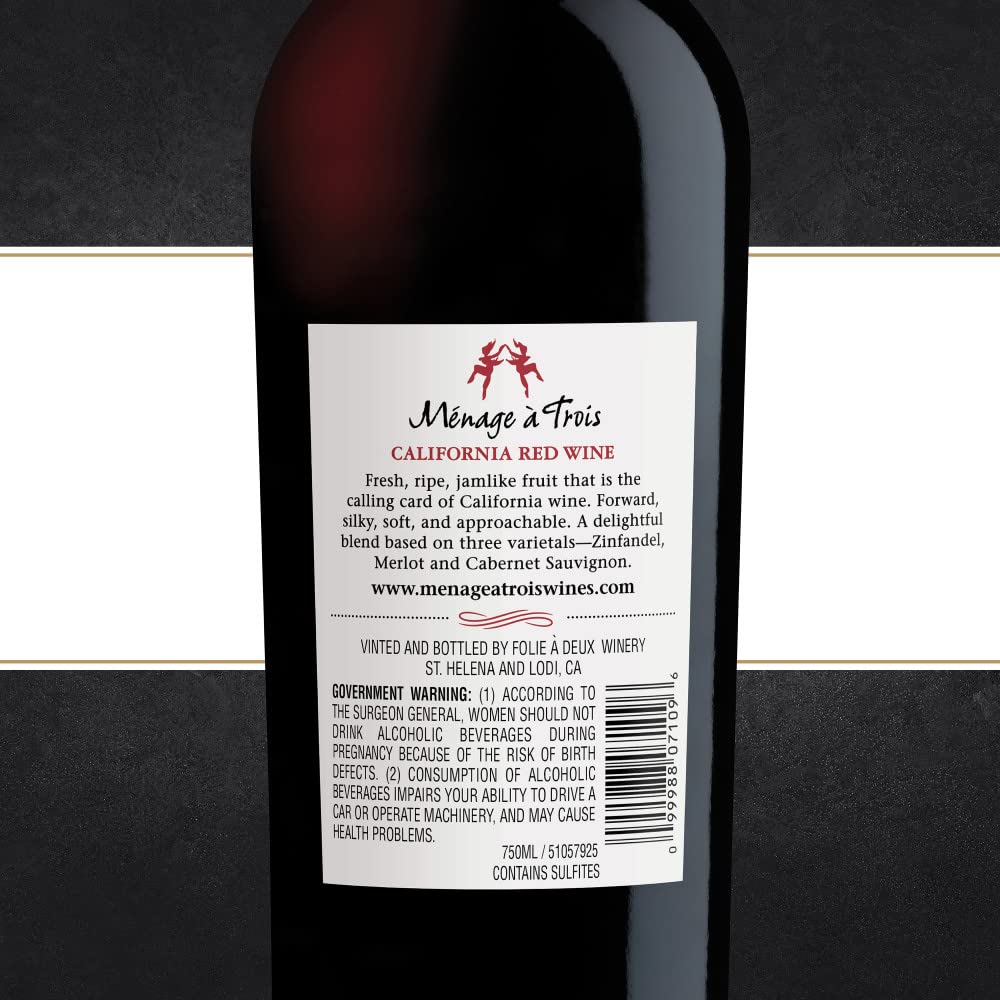 Ménage à Trois
CALIFORNIA RED WINE
Fresh, ripe, jamlike fruit that is the
calling card of California wine. Forward,
silky, soft, and approachable. A delightful
blend based on three varietals—Zinfandel,
Merlot and Cabernet Sauvignon.
www.menageatroiswines.com
VINTED AND BOTTLED BY FOLIE À DEUX WINERY
ST. HELENA AND LODI, CA
GOVERNMENT WARNING: (1) ACCORDING TO
THE SURGEON GENERAL, WOMEN SHOULD NOT
DRINK ALCOHOLIC BEVERAGES DURING
PREGNANCY BECAUSE OF THE RISK OF BIRTH
DEFECTS. (2) CONSUMPTION OF ALCOHOLIC
BEVERAGES IMPAIRS YOUR ABILITY TO DRIVE A
CAR OR OPERATE MACHINERY, AND MAY CAUSE
HEALTH PROBLEMS.
0 99988 07109 6
750ML / 51057925
CONTAINS SULFITES